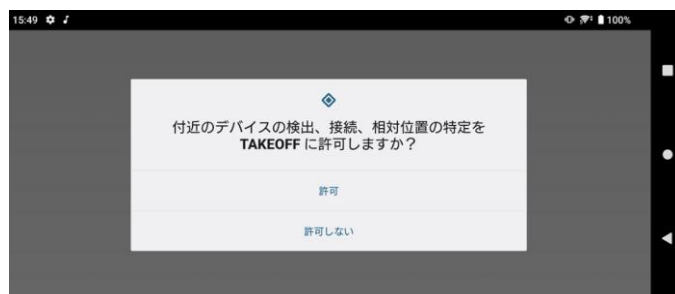 15:49
100%
付近のデバイスの検出、接続、相対位置の特定を
TAKEOFF に許可しますか？
許可
許可しない